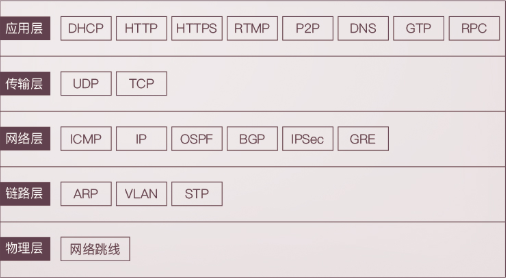 应用层 DHCP HTTP HTTPS RTMP P2P DNS GTP RPC
传输层 UDP TCP
网络层 ICMP IP OSPF BGP IPSec GRE
链路层 ARP VLAN STP
物理层 网络跳线